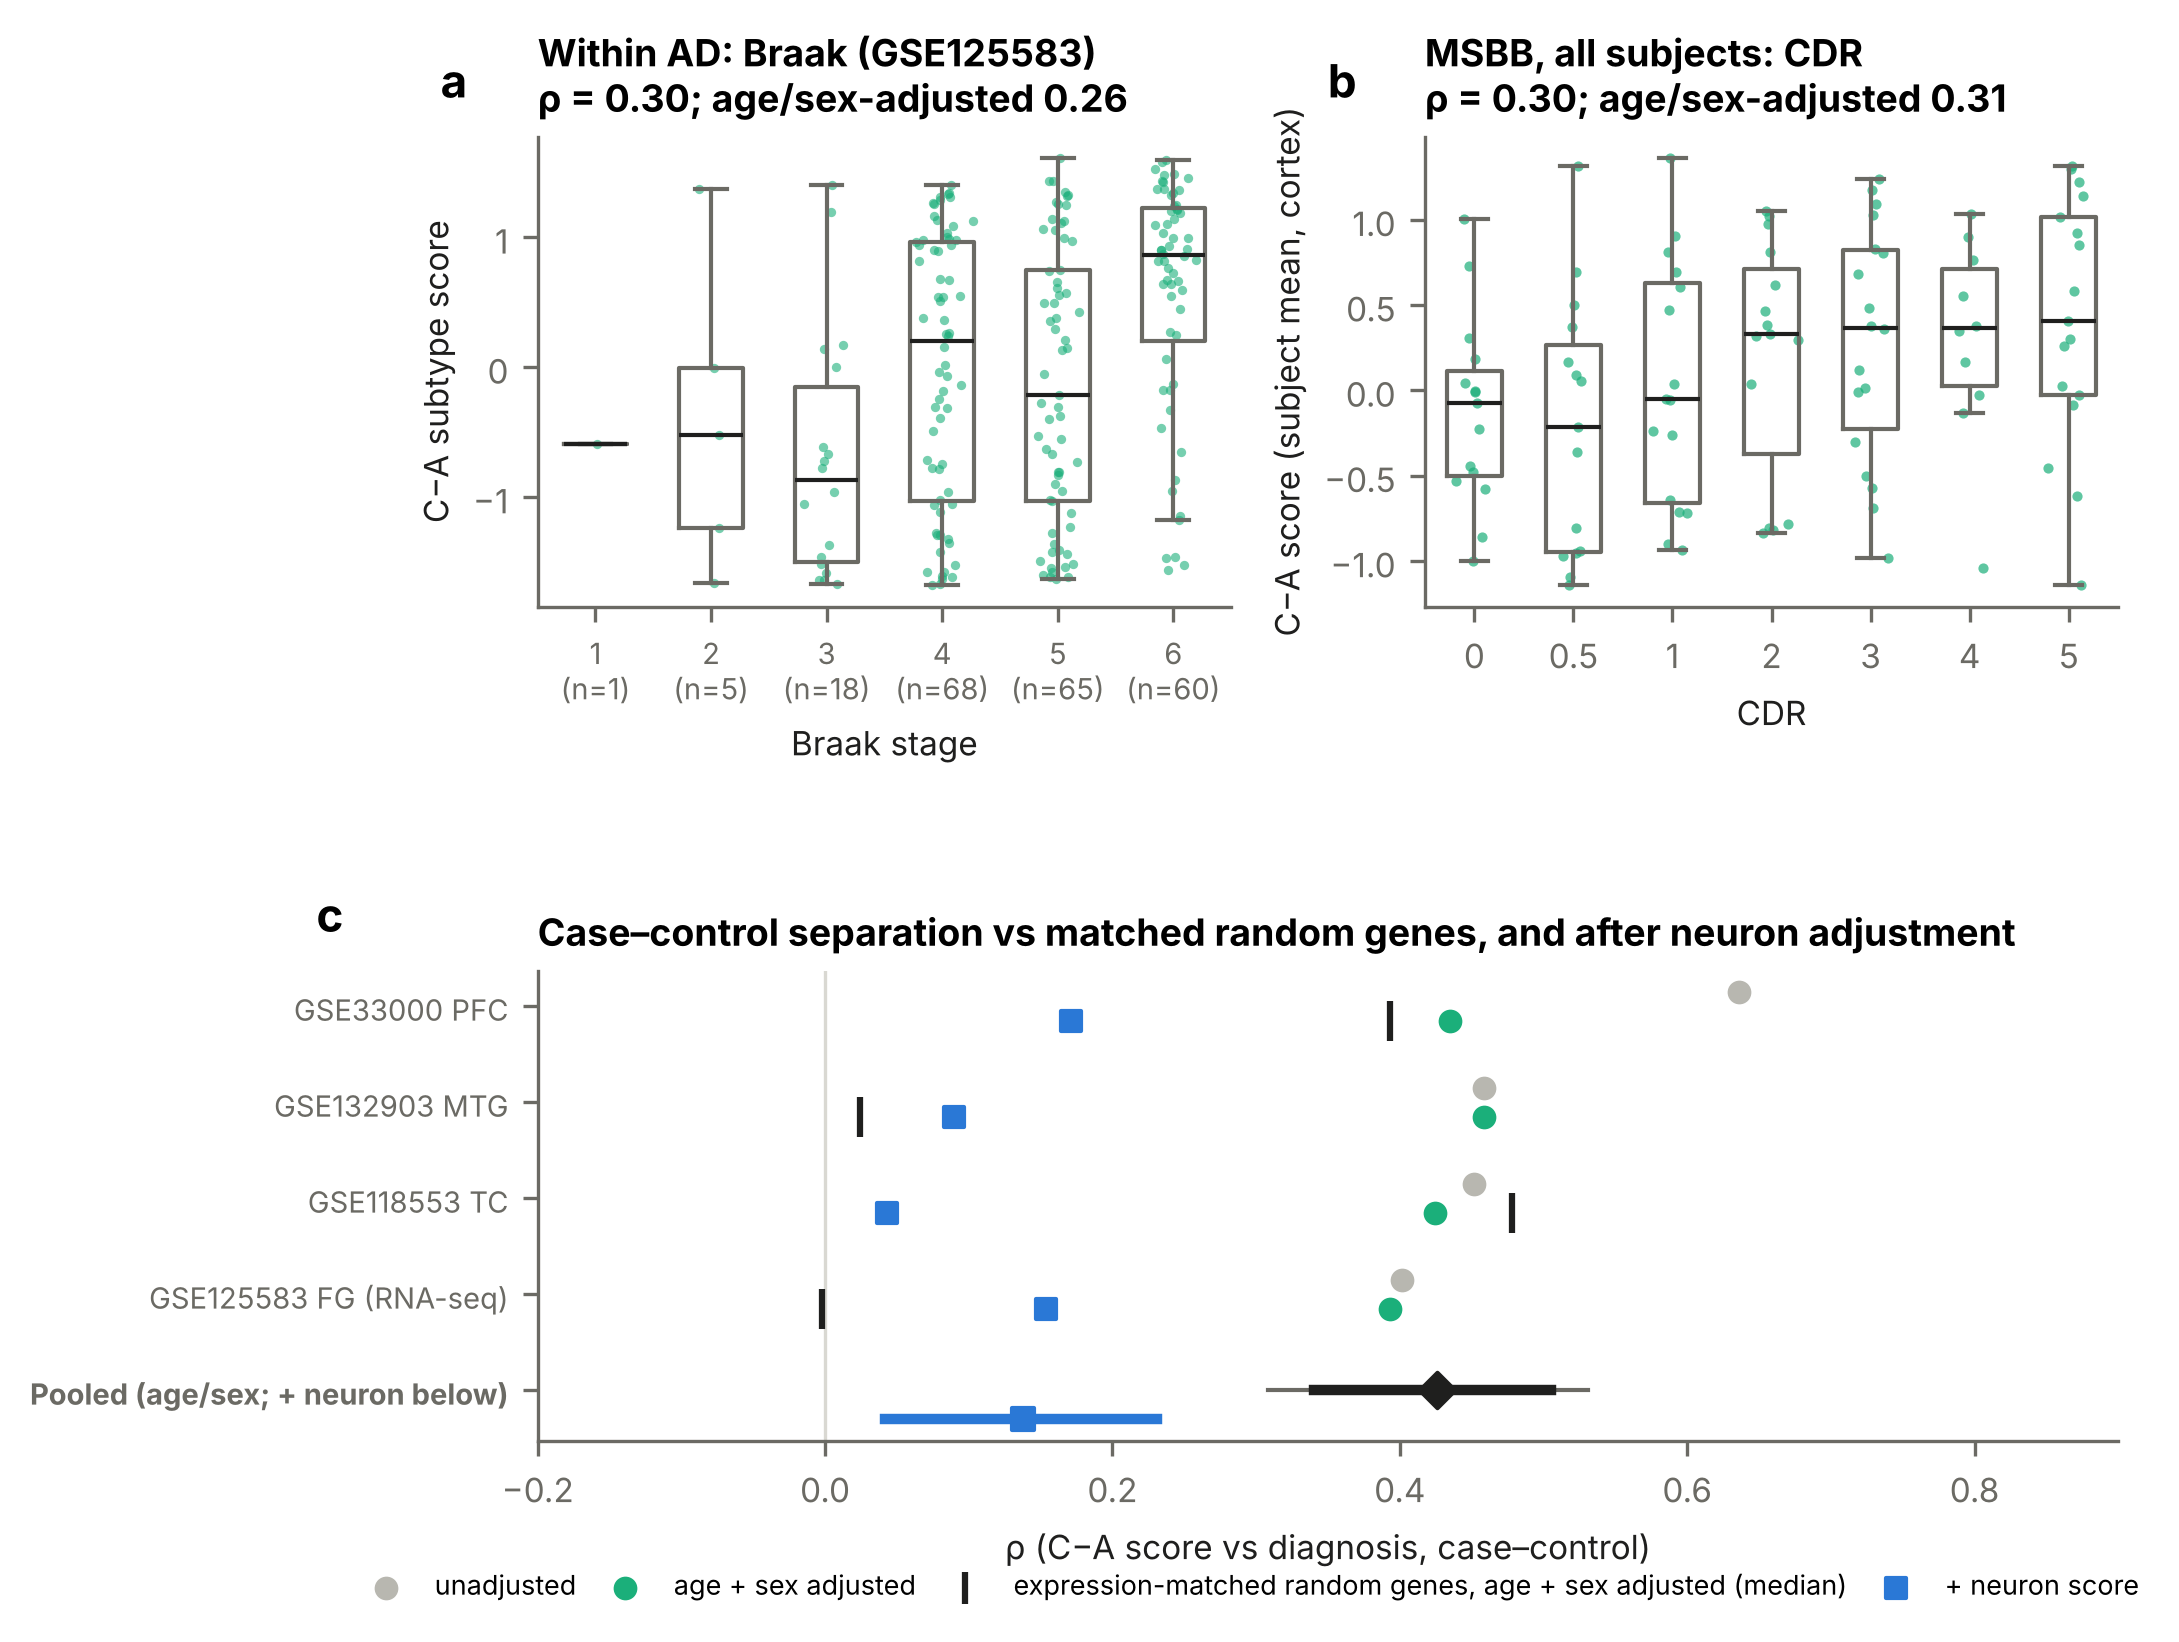 a
Within AD: Braak (GSE125583)
ρ = 0.30; age/sex-adjusted 0.26
C−A subtype score
1
0
−1
1
(n=1)
2
(n=5)
3
(n=18)
4
(n=68)
5
(n=65)
6
(n=60)
Braak stage
b
MSBB, all subjects: CDR
ρ = 0.30; age/sex-adjusted 0.31
C−A score (subject mean, cortex)
1.0
0.5
0.0
−0.5
−1.0
0
0.5
1
2
3
4
5
CDR
c
Case–control separation vs matched random genes, and after neuron adjustment
GSE33000 PFC
GSE132903 MTG
GSE118553 TC
GSE125583 FG (RNA-seq)
Pooled (age/sex; + neuron below)
−0.2
0.0
0.2
0.4
0.6
0.8
ρ (C−A score vs diagnosis, case–control)
unadjusted
age + sex adjusted
expression-matched random genes, age + sex adjusted (median)
+ neuron score